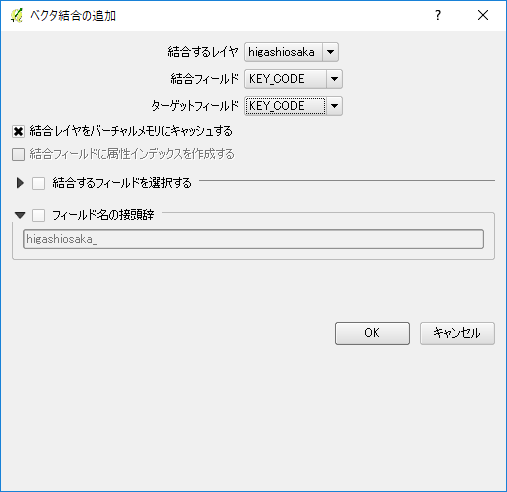 ベクタ結合の追加
結合するレイヤ higashiosaka
結合フィールド KEY_CODE
ターゲットフィールド KEY_CODE
結合レイヤをバーチャルメモリにキャッシュする
結合フィールドに属性インデックスを作成する
結合するフィールドを選択する
フィールド名の接頭辞
higashiosaka_
OK キャンセル